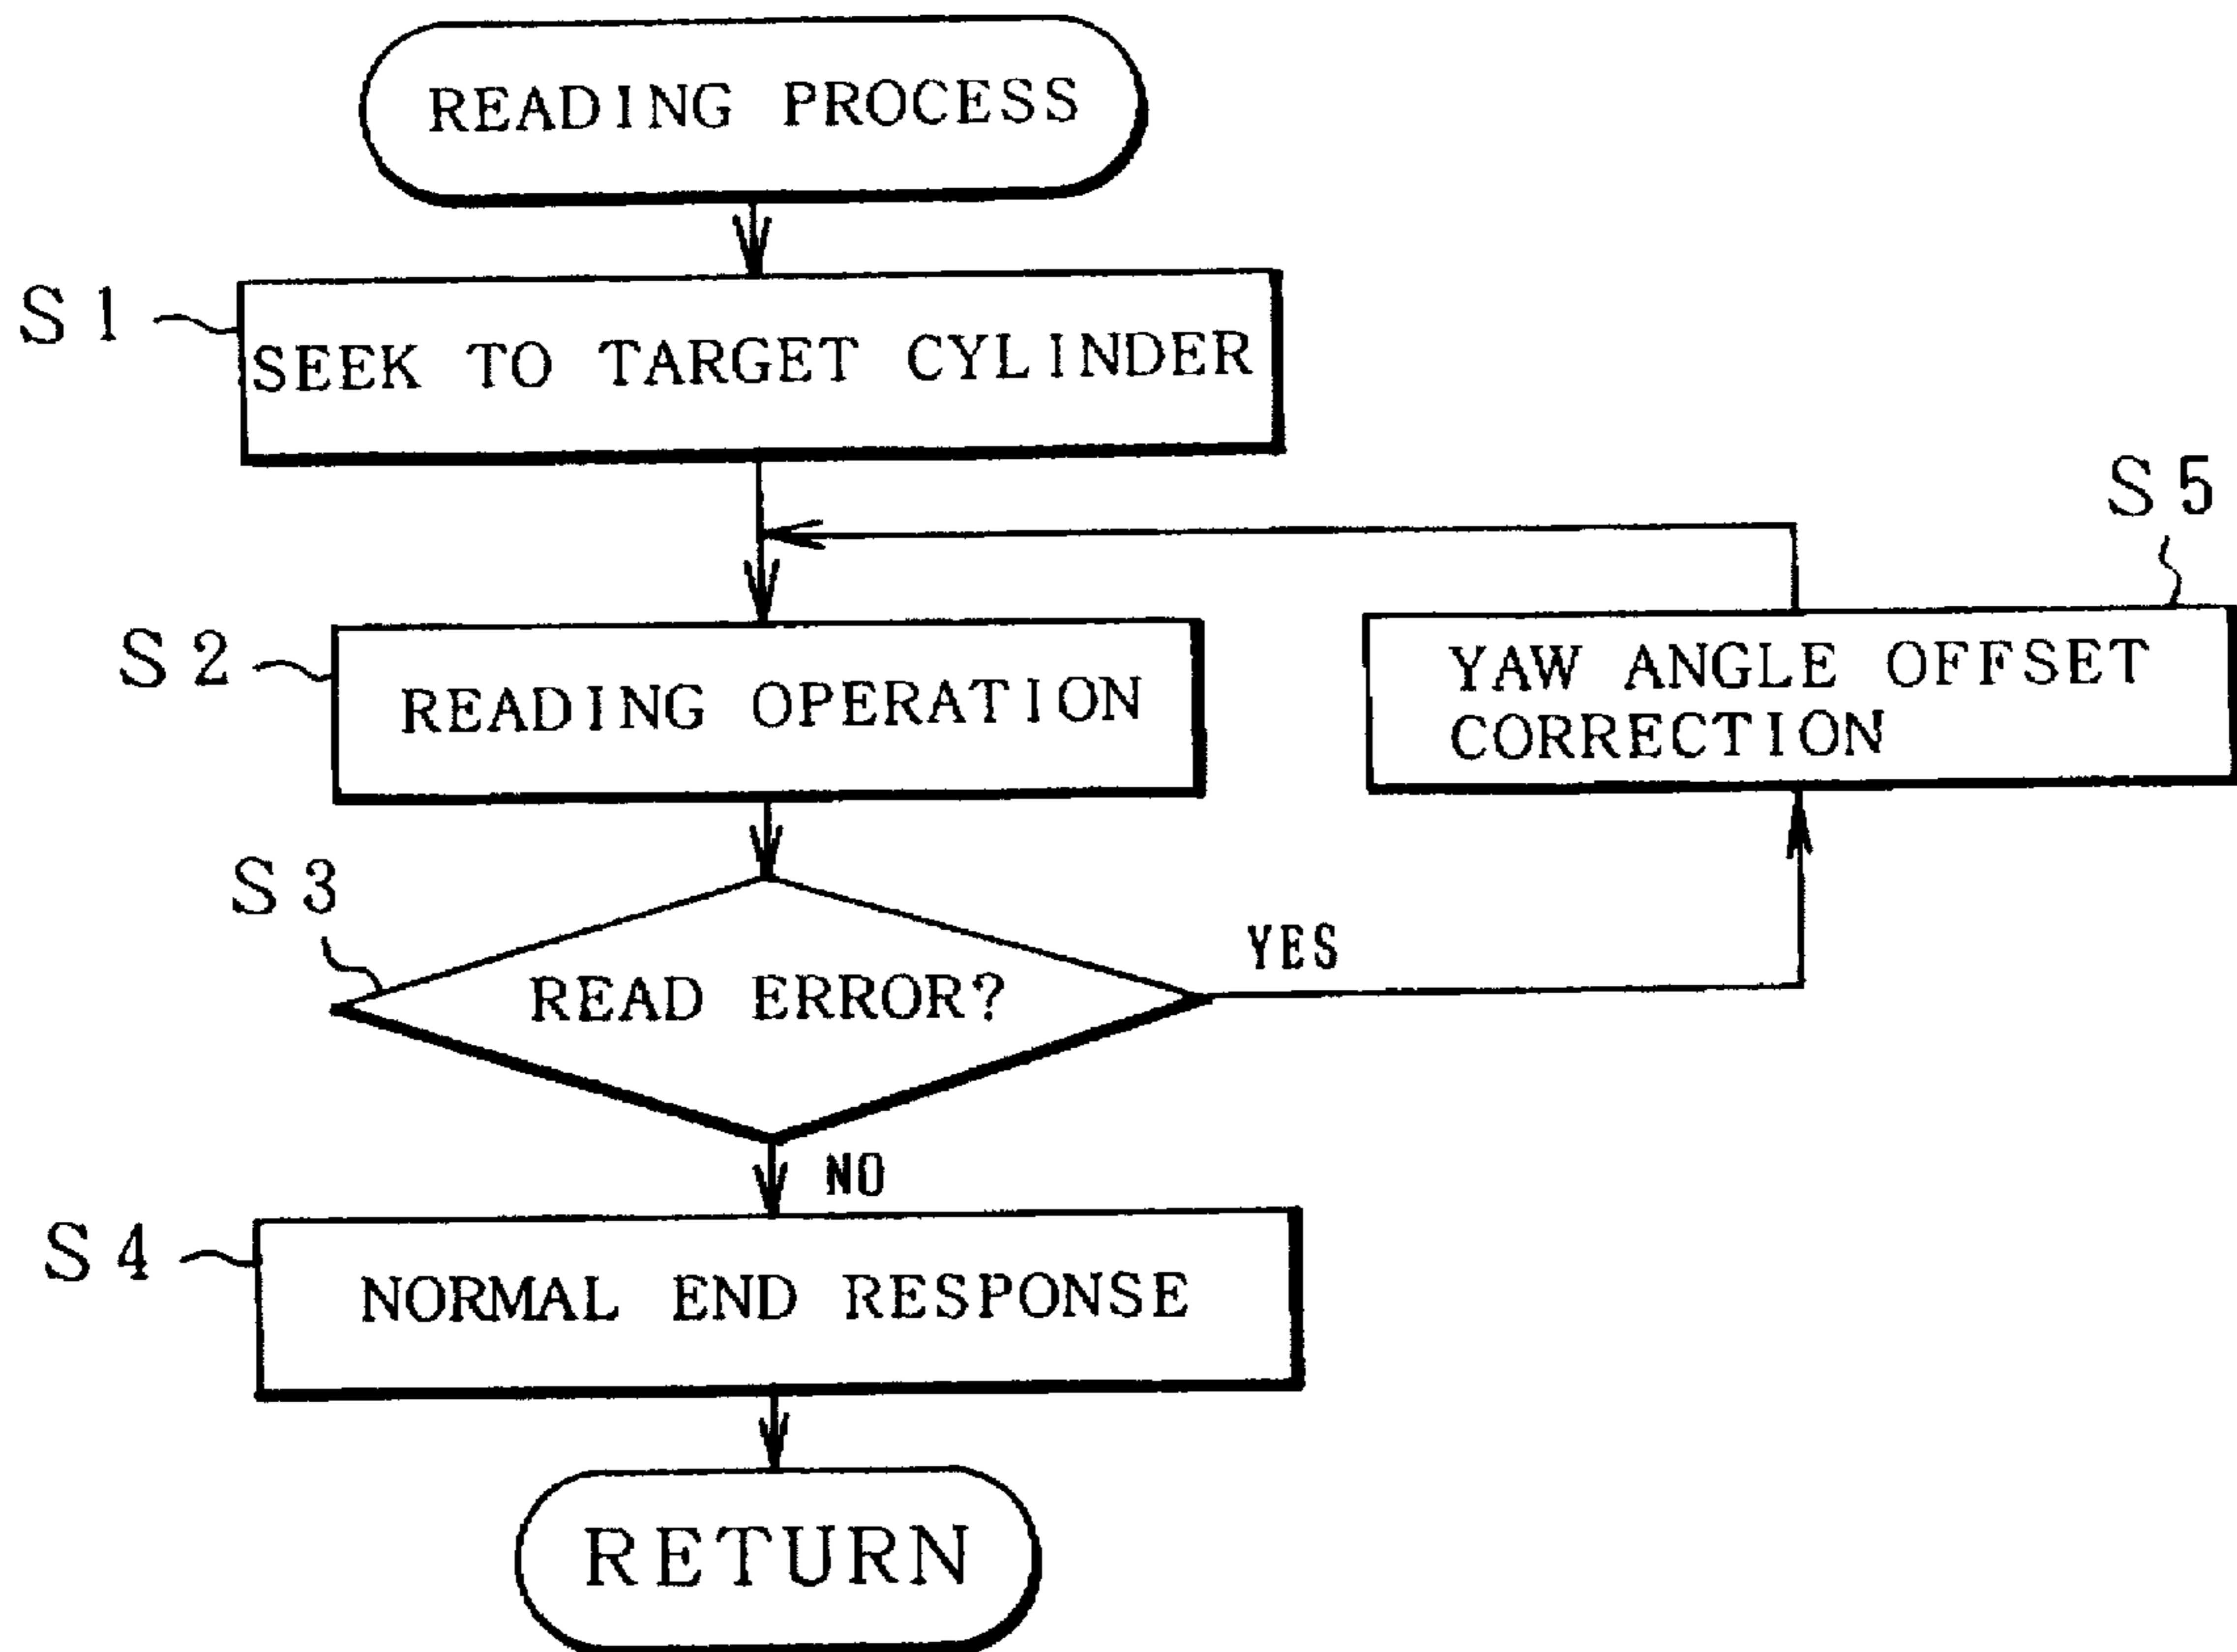 READING PROCESS
S1
SEEK TO TARGET CYLINDER
S5
S2
READING OPERATION
YAW ANGLE OFFSET
CORRECTION
S3
READ ERROR?
YES
NO
S4
NORMAL END RESPONSE
RETURN